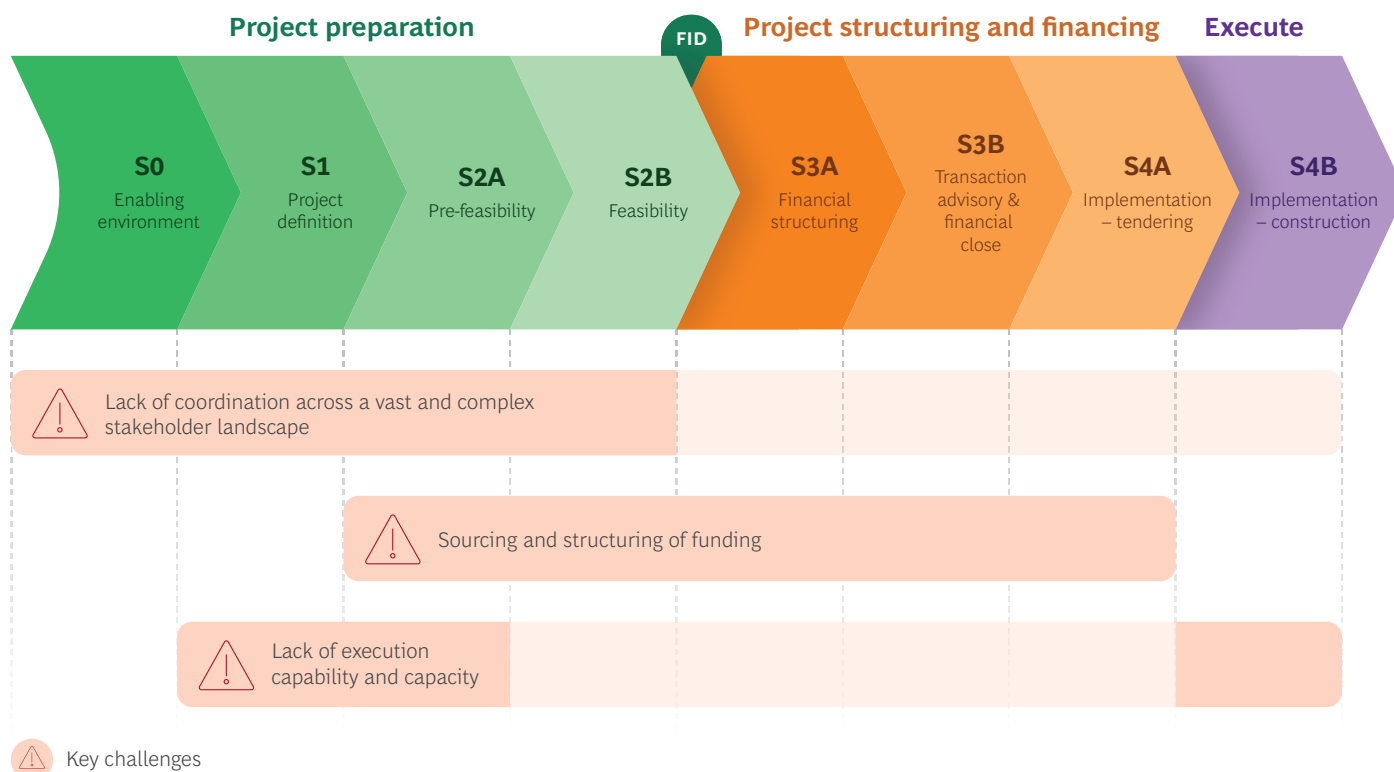 Project preparation
FID
Project structuring and financing
Execute
S0
Enabling
environment
S1
Project
definition
S2A
Pre-feasibility
S2B
Feasibility
S3A
Financial
structuring
S3B
Transaction
advisory &
financial
close
S4A
Implementation
– tendering
S4B
Implementation
– construction
Lack of coordination across a vast and complex
stakeholder landscape
Sourcing and structuring of funding
Lack of execution
capability and capacity
Key challenges